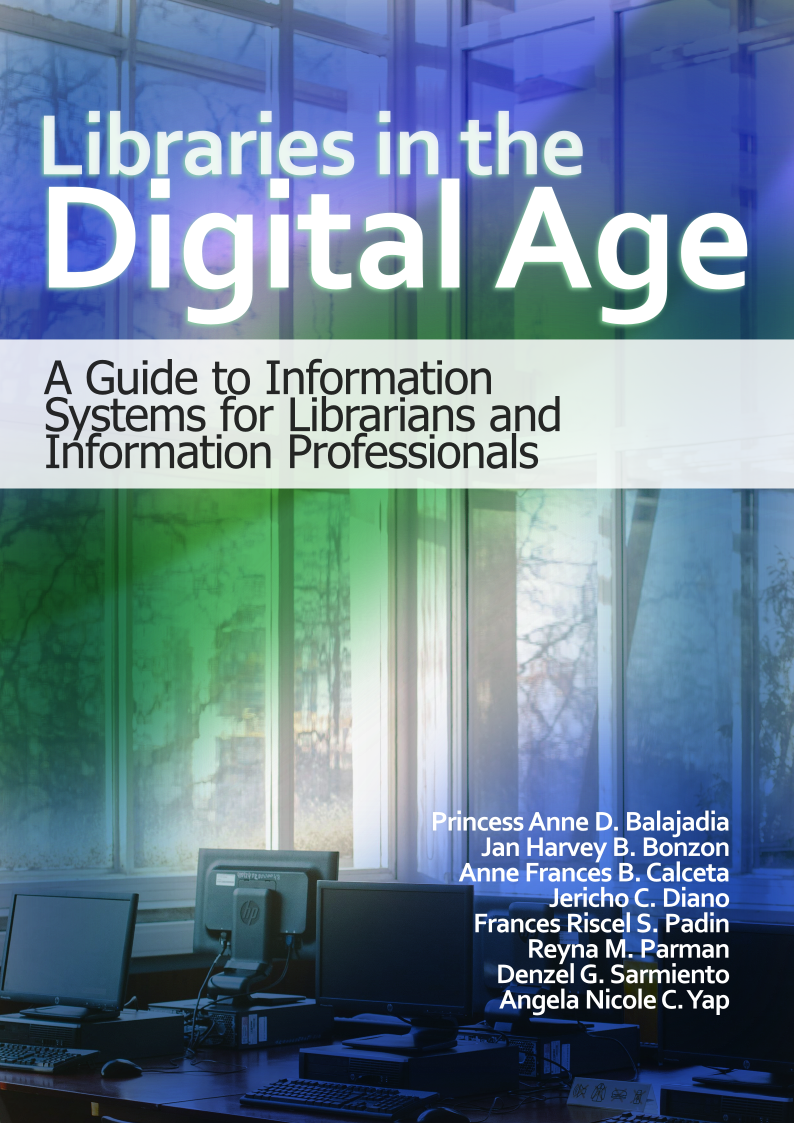 Libraries in the
Digital Age
A Guide to Information
Systems for Librarians and
Information Professionals
Princess Anne D. Balajadia
Jan Harvey B. Bonzon
Anne Frances B. Calceta
Jericho C. Diano
Frances Riscel S. Padin
Reyna M. Parman
Denzel G. Sarmiento
Angela Nicole C. Yap
hp